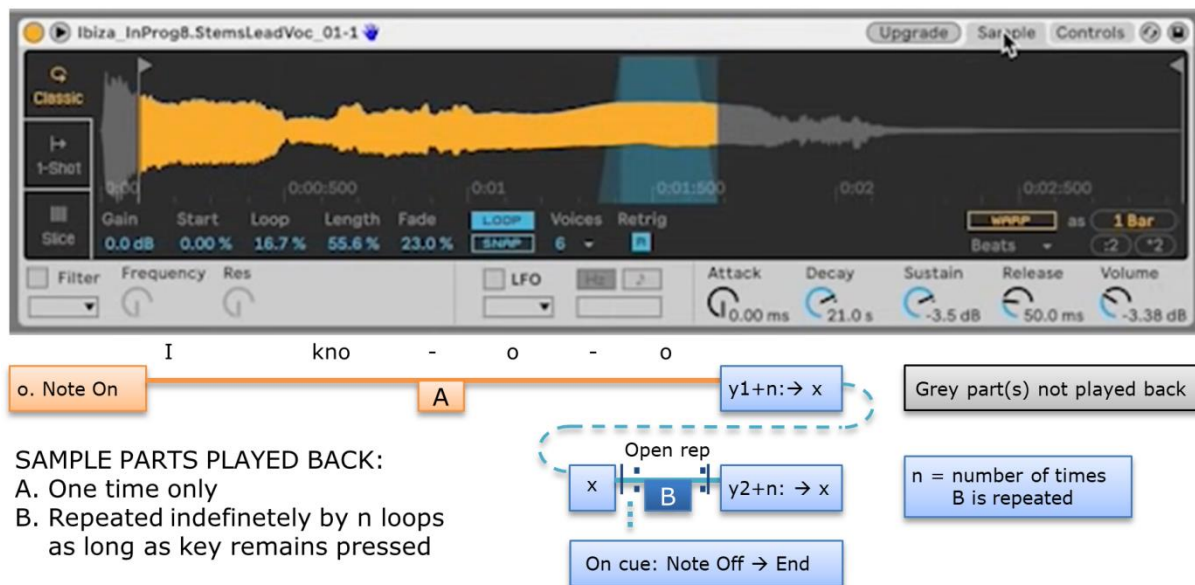 Ibiza_InProg8.StemsLeadVoc_01-1
Upgrade Sample Controls
Classic
1-Shot
Slice
0:00 0:00:500 0:01 0:01:500 0:02 0:02:500
Gain Start Loop Length Fade LOOP Voices Retrig WARP as 1 Bar
0.0 dB 0.00 % 16.7 % 55.6 % 23.0 % SNAP 6 R Beats :2 *2
Filter Frequency Res LFO Hz Attack Decay Sustain Release Volume
0.00 ms 21.0 s -3.5 dB 50.0 ms -3.38 dB
I kno - o - o
o. Note On
A
y1+n:→ x
Grey part(s) not played back
Open rep
x
B
y2+n: → x
n = number of times
B is repeated
SAMPLE PARTS PLAYED BACK:
A. One time only
B. Repeated indefinetely by n loops
as long as key remains pressed
On cue: Note Off → End